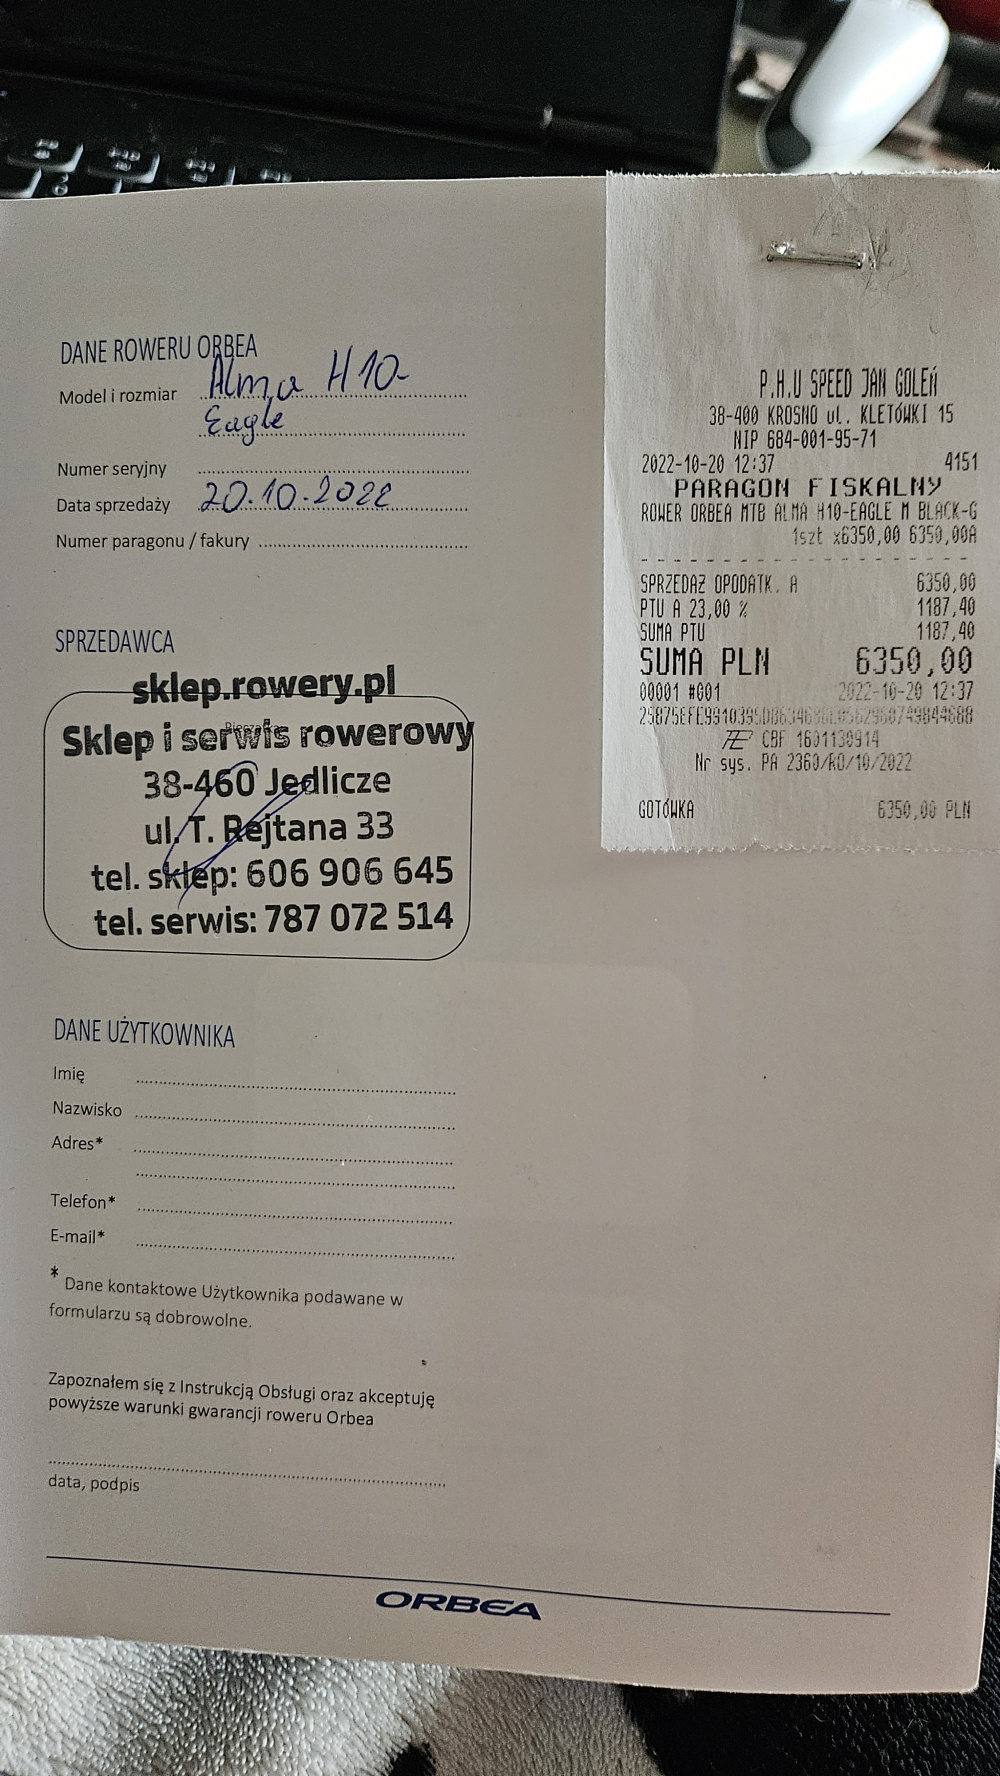 DANE ROWERU ORBEA
Model i rozmiar Alma H10-
Eagle
Numer seryjny
Data sprzedaży 20.10.2022
Numer paragonu / fakury
SPRZEDAWCA
sklep.rowery.pl
Sklep i serwis rowerowy
38-460 Jedlicze
ul. T. Rejtana 33
tel. sklep: 606 906 645
tel. serwis: 787 072 514
DANE UŻYTKOWNIKA
Imię
Nazwisko
Adres*
Telefon*
E-mail*
* Dane kontaktowe Użytkownika podawane w
formularzu są dobrowolne.
Zapoznałem się z Instrukcją Obsługi oraz akceptuję
powyższe warunki gwarancji roweru Orbea
data, podpis
ORBEA
P.H.U SPEED JAN GOLEŃ
38-400 KROSNO ul. KLETÓWKI 15
NIP 684-001-95-71
2022-10-20 12:37 4151
PARAGON FISKALNY
ROWER ORBEA MTB ALMA H10-EAGLE M BLACK-G
1szt x6350,00 6350,00A
SPRZEDAŻ OPODATK. A 6350,00
PTU A 23,00 % 1187,40
SUMA PTU 1187,40
SUMA PLN 6350,00
00001 #001 2022-10-20 12:37
CBF 1601130914
Nr sys. PA 2360/RO/10/2022
GOTÓWKA 6350,00 PLN